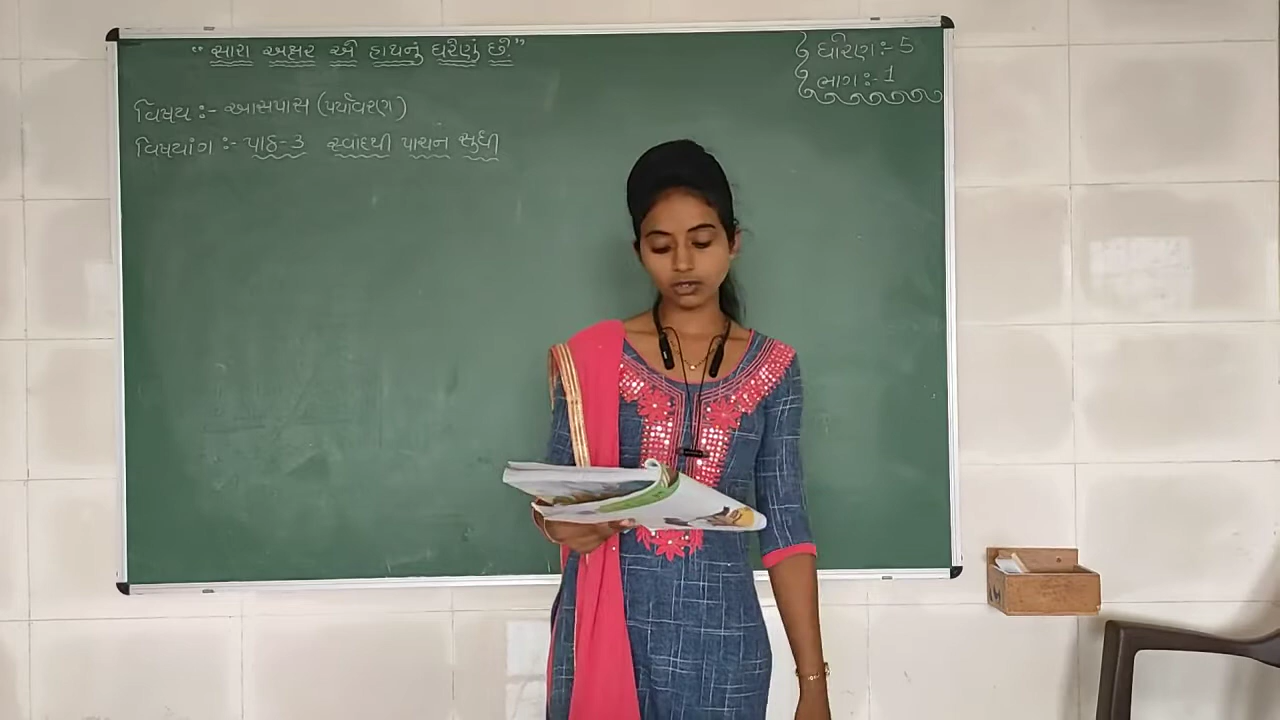 “ સારા અક્ષર એ હાથનું ઘરેણું છે”
ધોરણ:- 5
ભાગ:- 1
વિષય :- આસપાસ (પર્યાવરણ)
વિષયાંગ :- પાઠ-3 સ્વાદથી પાચન સુધી